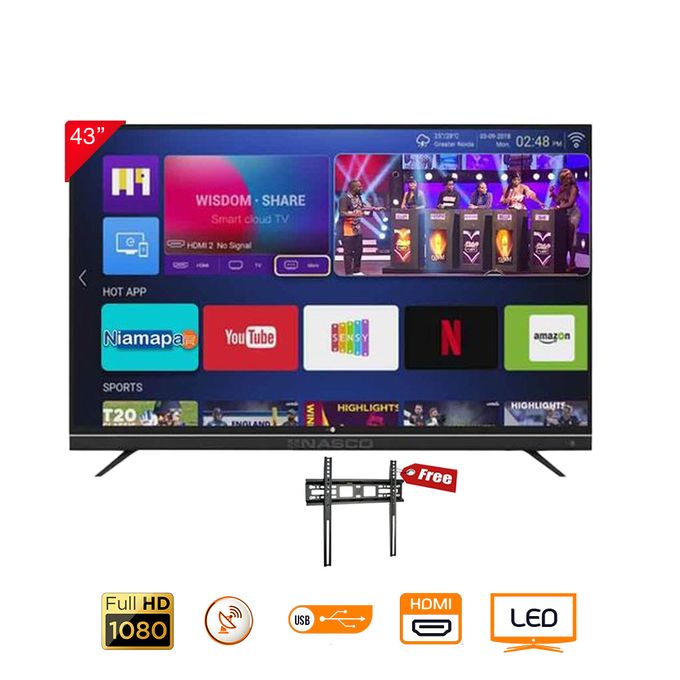 43”
25°/28°C
Greater Noida
03-09-2018
Mon.
02:48 PM
WISDOM · SHARE
Smart cloud TV
HDMI 2 No Signal
HDMI
TV
More
HOT APP
Niamapa
YouTube
SENSY
N
amazon
SPORTS
T20
ENGLAND
WIN
HIGHLIGHTS
HIGHLIGHTS
NASCO
Free
Full HD
1080
USB
HDMI
LED